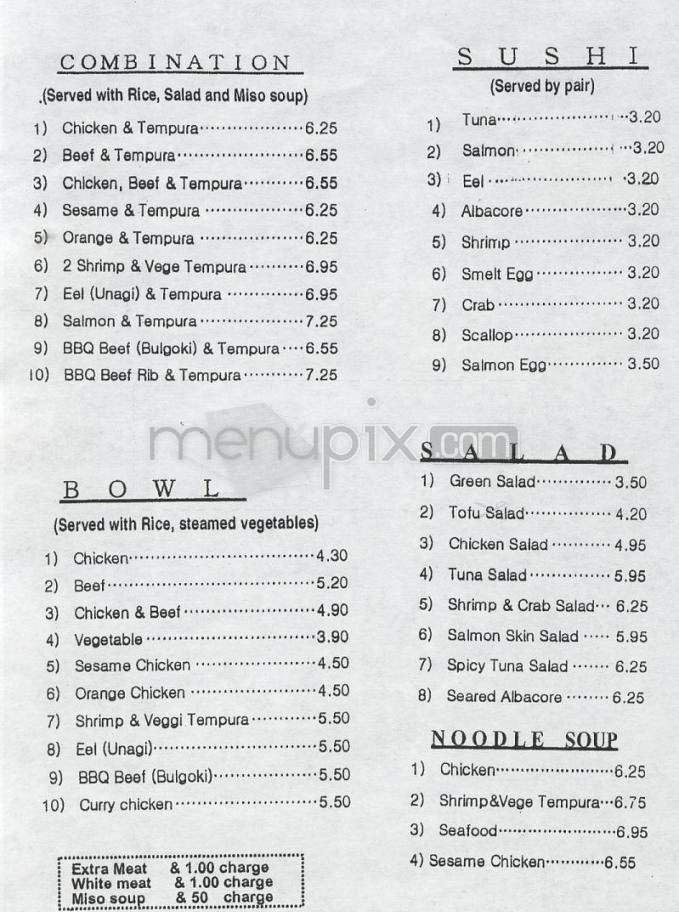 COMBINATION
(Served with Rice, Salad and Miso soup)
1) Chicken & Tempura 6.25
2) Beef & Tempura 6.55
3) Chicken, Beef & Tempura 6.55
4) Sesame & Tempura 6.25
5) Orange & Tempura 6.25
6) 2 Shrimp & Vege Tempura 6.95
7) Eel (Unagi) & Tempura 6.95
8) Salmon & Tempura 7.25
9) BBQ Beef (Bulgoki) & Tempura 6.55
10) BBQ Beef Rib & Tempura 7.25
BOWL
(Served with Rice, steamed vegetables)
1) Chicken 4.30
2) Beef 5.20
3) Chicken & Beef 4.90
4) Vegetable 3.90
5) Sesame Chicken 4.50
6) Orange Chicken 4.50
7) Shrimp & Veggi Tempura 5.50
8) Eel (Unagi) 5.50
9) BBQ Beef (Bulgoki) 5.50
10) Curry chicken 5.50
Extra Meat & 1.00 charge
White meat & 1.00 charge
Miso soup & 50 charge
SUSHI
(Served by pair)
1) Tuna 3.20
2) Salmon 3.20
3) Eel 3.20
4) Albacore 3.20
5) Shrimp 3.20
6) Smelt Egg 3.20
7) Crab 3.20
8) Scallop 3.20
9) Salmon Egg 3.50
SALAD
1) Green Salad 3.50
2) Tofu Salad 4.20
3) Chicken Salad 4.95
4) Tuna Salad 5.95
5) Shrimp & Crab Salad 6.25
6) Salmon Skin Salad 5.95
7) Spicy Tuna Salad 6.25
8) Seared Albacore 6.25
NOODLE SOUP
1) Chicken 6.25
2) Shrimp&Vege Tempura 6.75
3) Seafood 6.95
4) Sesame Chicken 6.55
menupix.com